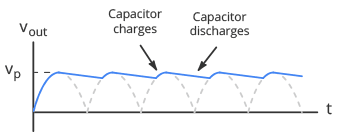 Capacitor
charges
Capacitor
discharges
vout
vp
t